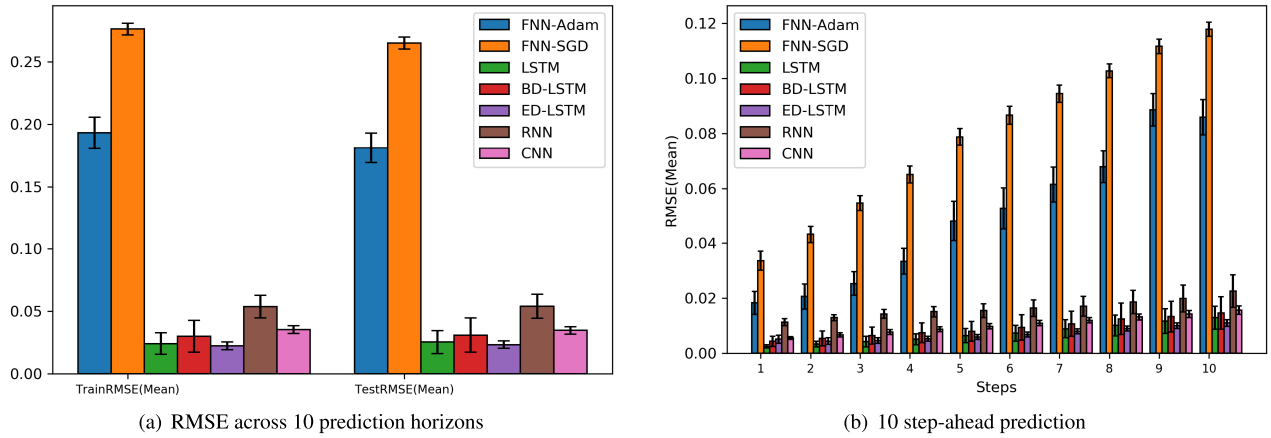 0.25
0.20
0.15
0.10
0.05
0.00
TrainRMSE(Mean)
TestRMSE(Mean)
FNN-Adam
FNN-SGD
LSTM
BD-LSTM
ED-LSTM
RNN
CNN
(a) RMSE across 10 prediction horizons
RMSE(Mean)
0.12
0.10
0.08
0.06
0.04
0.02
0.00
1 2 3 4 5 6 7 8 9 10
Steps
FNN-Adam
FNN-SGD
LSTM
BD-LSTM
ED-LSTM
RNN
CNN
(b) 10 step-ahead prediction